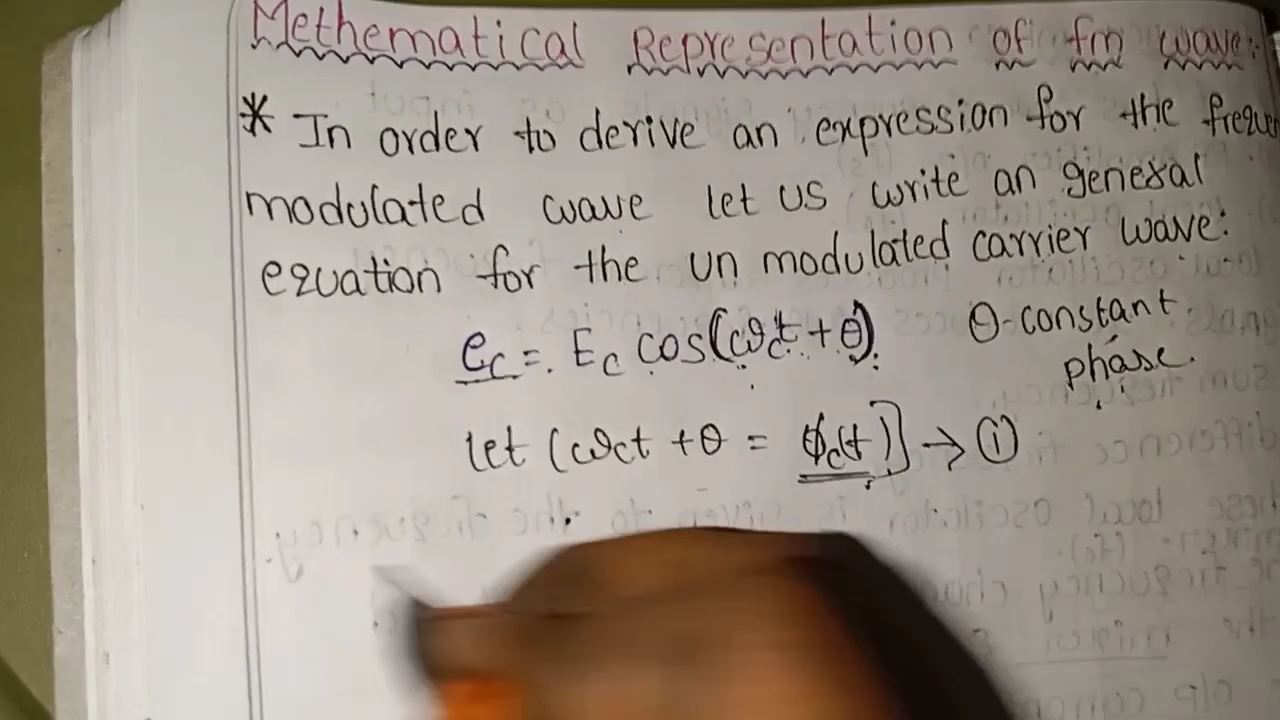 Methematical Representation of fm wave:
* In order to derive an expression for the
modulated wave let us write an general
equation for the un modulated carrier wave:
ec = Ec cos(ωct + θ) θ-constant
phase.
let (ωct + θ = ϕc(t)] → ①